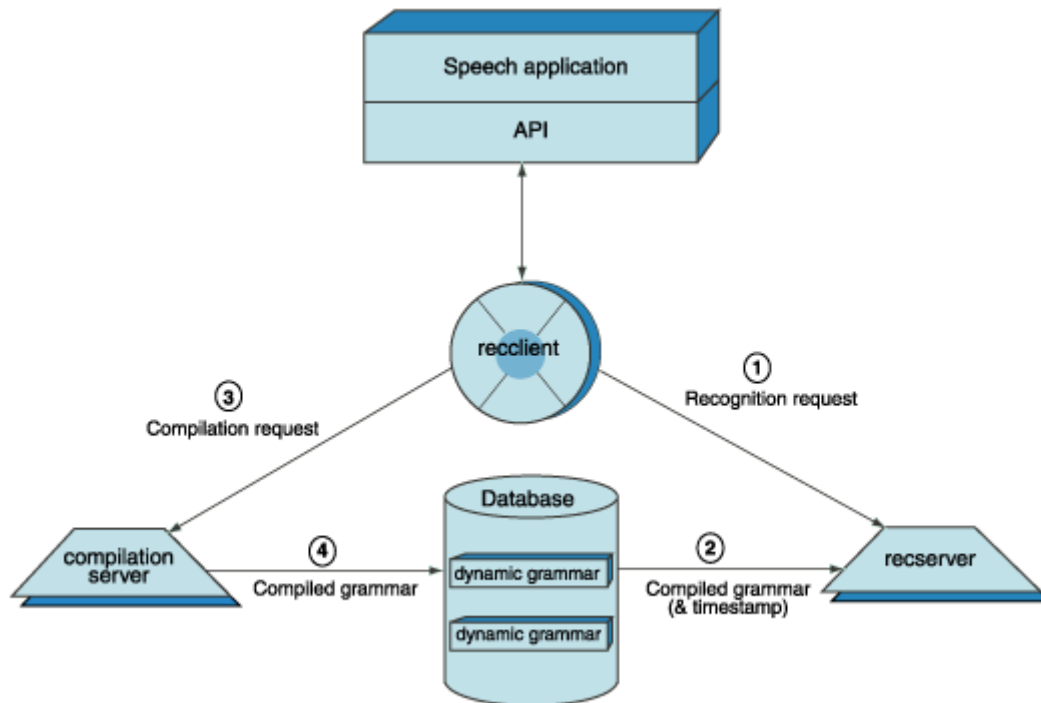 Speech application
API
recclient
1
Recognition request
3
Compilation request
Database
compilation
server
4
Compiled grammar
dynamic grammar
dynamic grammar
2
Compiled grammar
(& timestamp)
recserver